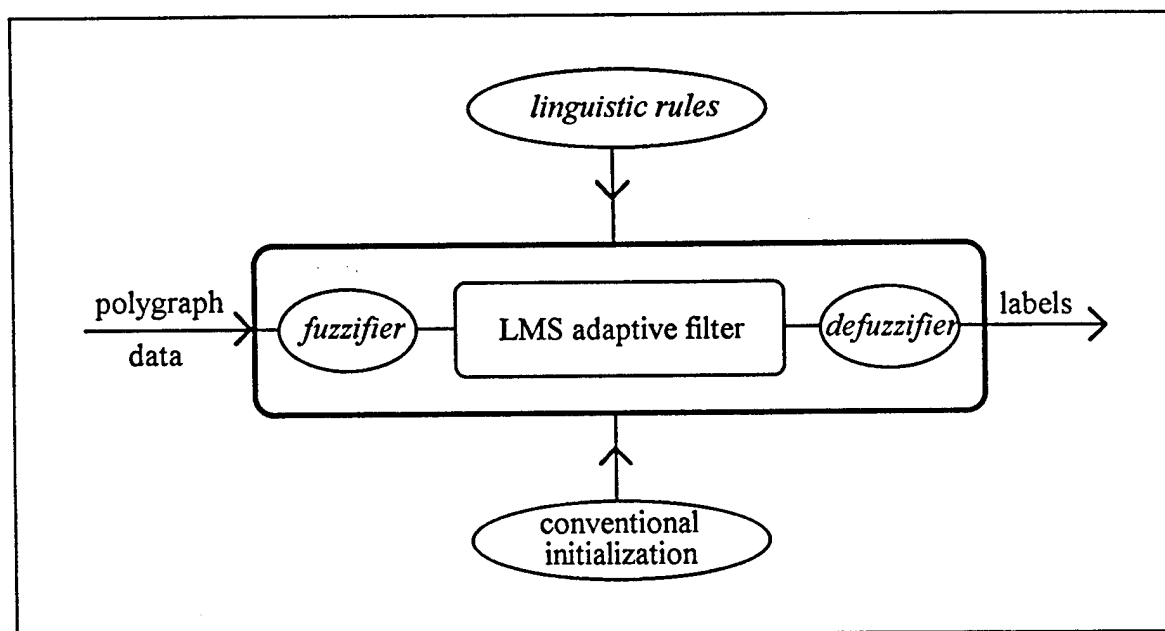 linguistic rules
polygraph
data
fuzzifier
LMS adaptive filter
defuzzifier
labels
conventional
initialization